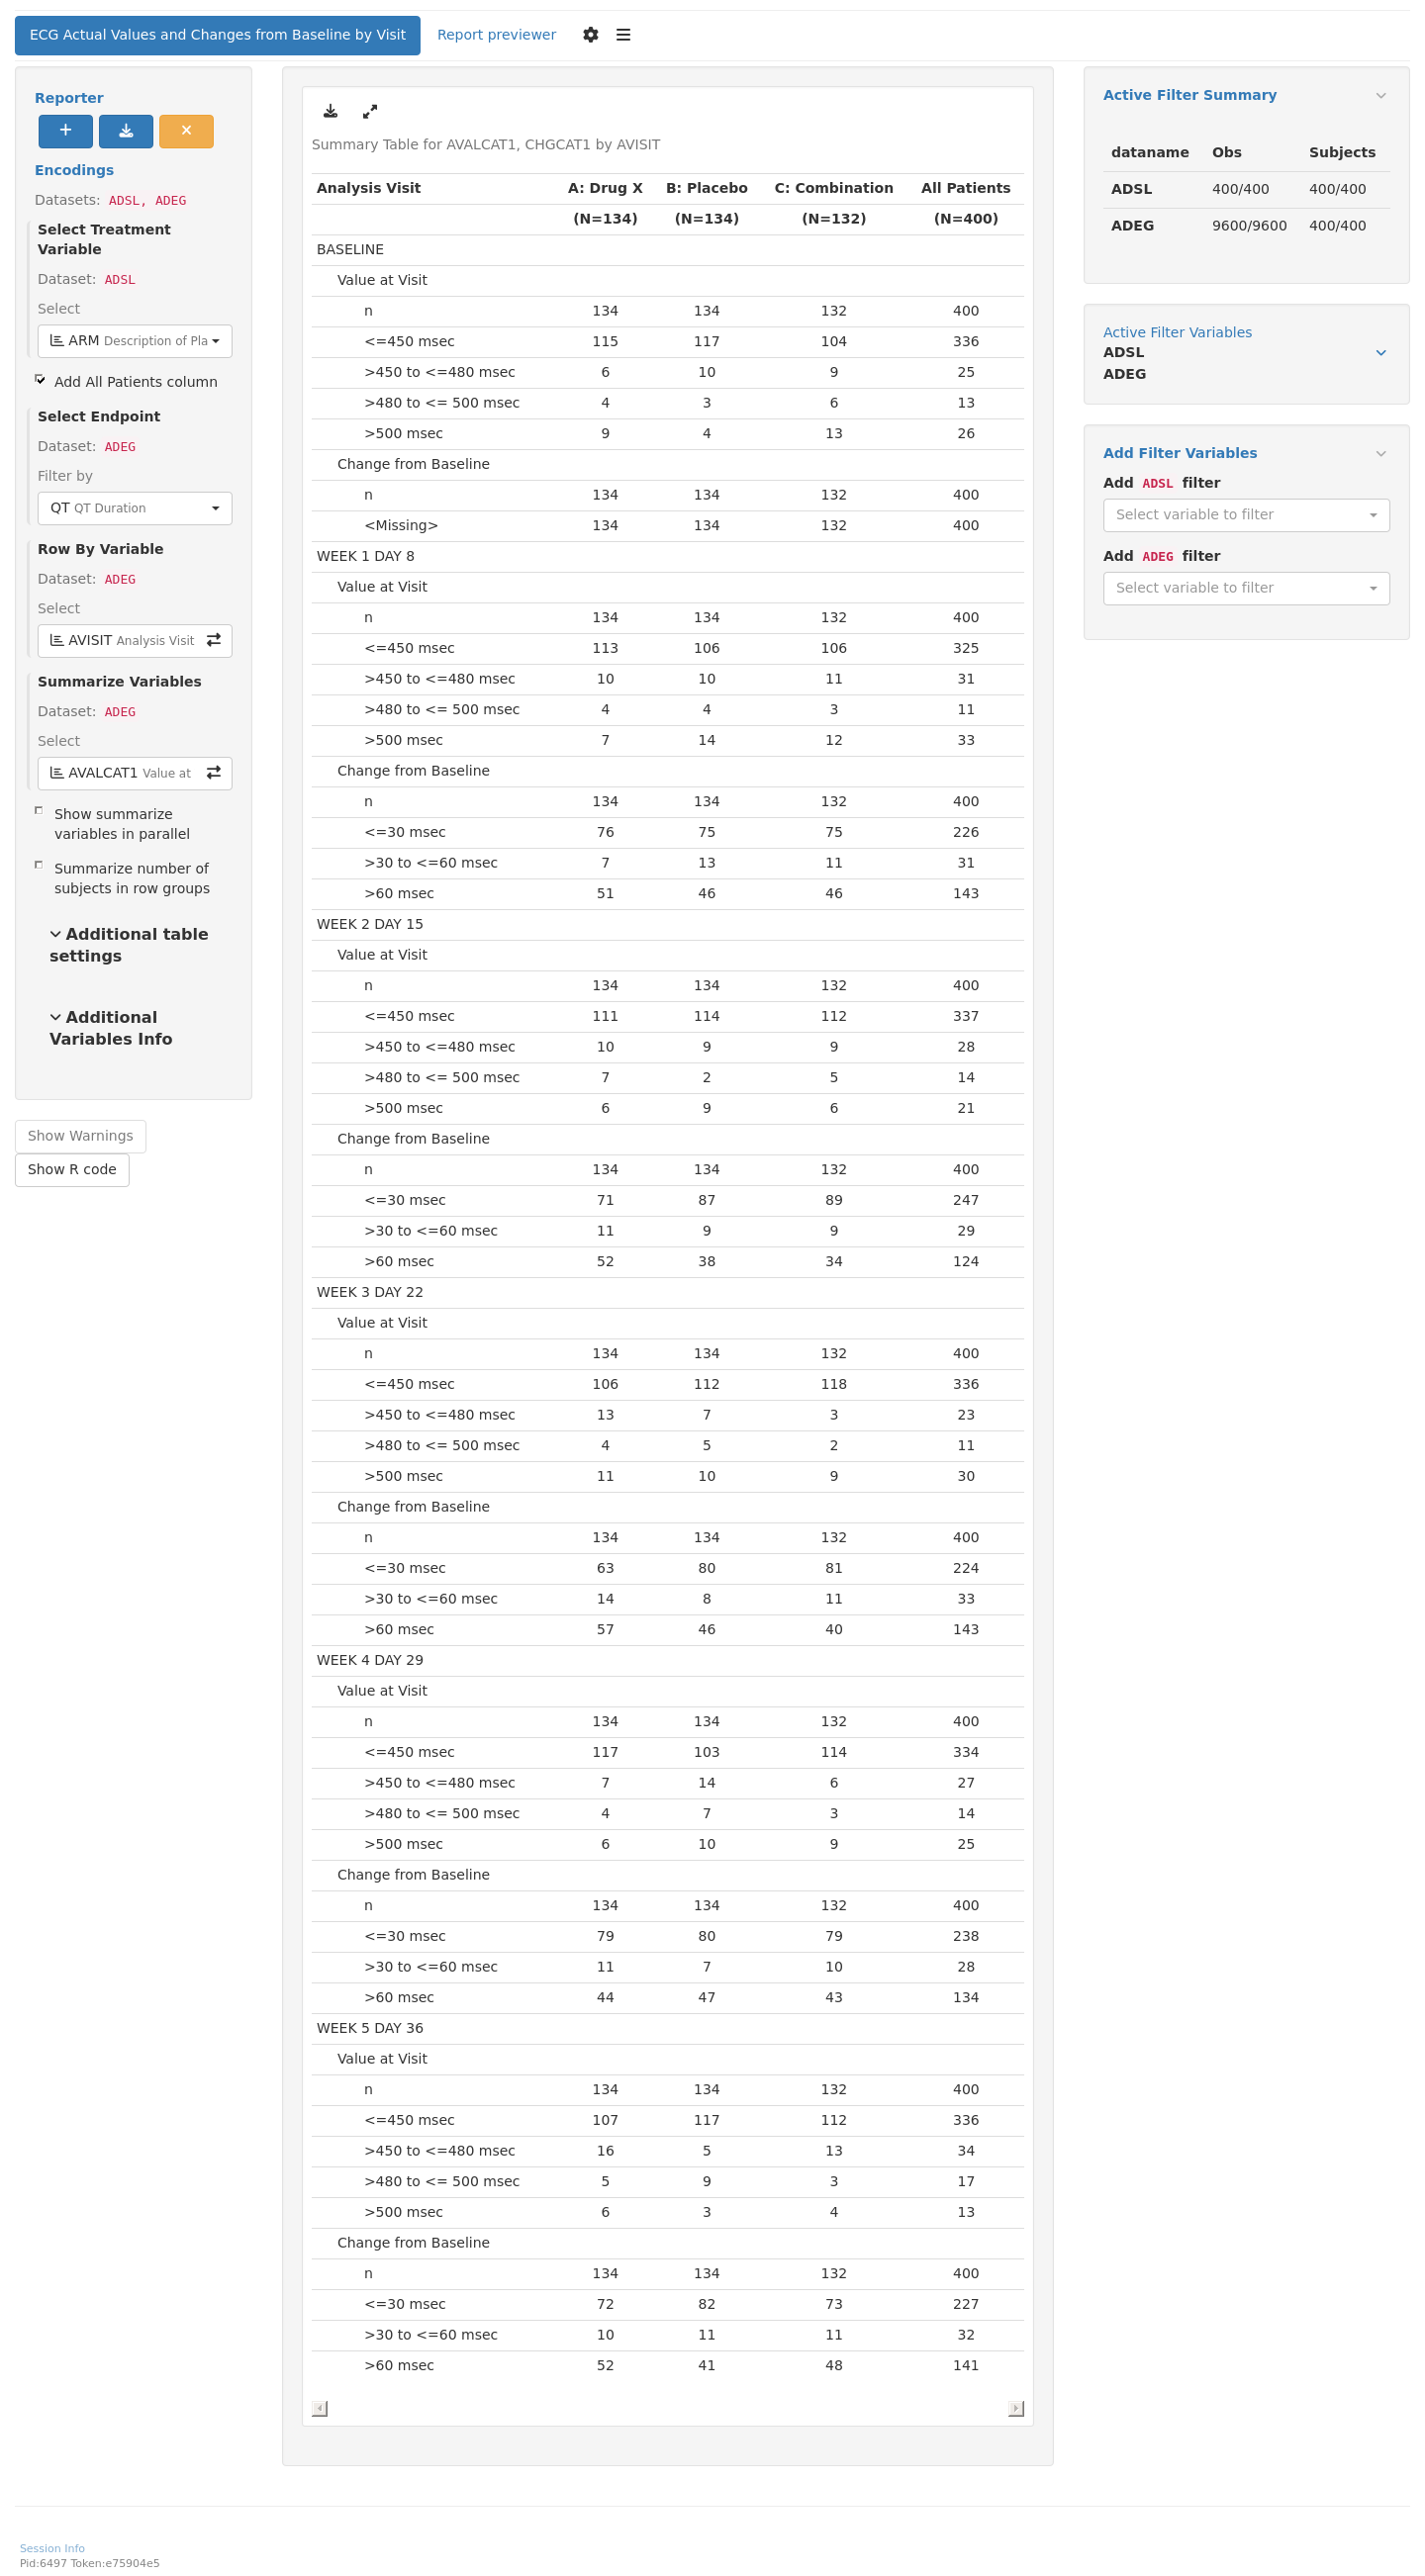 ECG Actual Values and Changes from Baseline by Visit Report previewer
Reporter
Encodings
Datasets: ADSL, ADEG
Select Treatment
Variable
Dataset: ADSL
Select
ARM Description of Pla
Add All Patients column
Select Endpoint
Dataset: ADEG
Filter by
QT QT Duration
Row By Variable
Dataset: ADEG
Select
AVISIT Analysis Visit
Summarize Variables
Dataset: ADEG
Select
AVALCAT1 Value at
Show summarize
variables in parallel
Summarize number of
subjects in row groups
Additional table
settings
Additional
Variables Info
Show Warnings
Show R code
Summary Table for AVALCAT1, CHGCAT1 by AVISIT
Analysis Visit A: Drug X B: Placebo C: Combination All Patients
(N=134) (N=134) (N=132) (N=400)
BASELINE
Value at Visit
n 134 134 132 400
<=450 msec 115 117 104 336
>450 to <=480 msec 6 10 9 25
>480 to <= 500 msec 4 3 6 13
>500 msec 9 4 13 26
Change from Baseline
n 134 134 132 400
<Missing> 134 134 132 400
WEEK 1 DAY 8
Value at Visit
n 134 134 132 400
<=450 msec 113 106 106 325
>450 to <=480 msec 10 10 11 31
>480 to <= 500 msec 4 4 3 11
>500 msec 7 14 12 33
Change from Baseline
n 134 134 132 400
<=30 msec 76 75 75 226
>30 to <=60 msec 7 13 11 31
>60 msec 51 46 46 143
WEEK 2 DAY 15
Value at Visit
n 134 134 132 400
<=450 msec 111 114 112 337
>450 to <=480 msec 10 9 9 28
>480 to <= 500 msec 7 2 5 14
>500 msec 6 9 6 21
Change from Baseline
n 134 134 132 400
<=30 msec 71 87 89 247
>30 to <=60 msec 11 9 9 29
>60 msec 52 38 34 124
WEEK 3 DAY 22
Value at Visit
n 134 134 132 400
<=450 msec 106 112 118 336
>450 to <=480 msec 13 7 3 23
>480 to <= 500 msec 4 5 2 11
>500 msec 11 10 9 30
Change from Baseline
n 134 134 132 400
<=30 msec 63 80 81 224
>30 to <=60 msec 14 8 11 33
>60 msec 57 46 40 143
WEEK 4 DAY 29
Value at Visit
n 134 134 132 400
<=450 msec 117 103 114 334
>450 to <=480 msec 7 14 6 27
>480 to <= 500 msec 4 7 3 14
>500 msec 6 10 9 25
Change from Baseline
n 134 134 132 400
<=30 msec 79 80 79 238
>30 to <=60 msec 11 7 10 28
>60 msec 44 47 43 134
WEEK 5 DAY 36
Value at Visit
n 134 134 132 400
<=450 msec 107 117 112 336
>450 to <=480 msec 16 5 13 34
>480 to <= 500 msec 5 9 3 17
>500 msec 6 3 4 13
Change from Baseline
n 134 134 132 400
<=30 msec 72 82 73 227
>30 to <=60 msec 10 11 11 32
>60 msec 52 41 48 141
Active Filter Summary
dataname Obs Subjects
ADSL 400/400 400/400
ADEG 9600/9600 400/400
Active Filter Variables
ADSL
ADEG
Add Filter Variables
Add ADSL filter
Select variable to filter
Add ADEG filter
Select variable to filter
Session Info
Pid:6497 Token:e75904e5